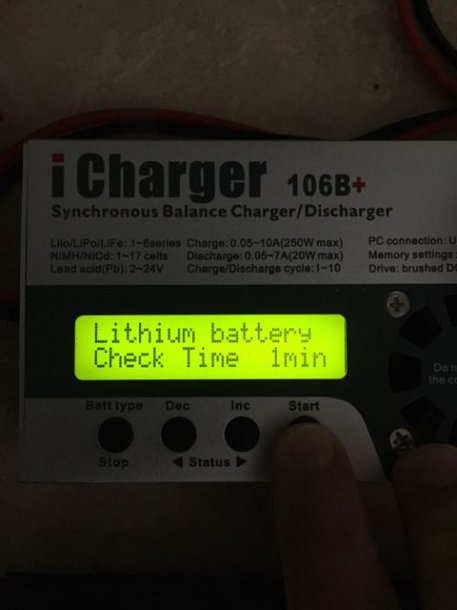 iCharger 106B+
Synchronous Balance Charger/Discharger
LiIo/LiPo/LiFe: 1~6series Charge: 0.05-10A(250W max) PC connection:
NiMH/NiCd: 1-17 cells Discharge: 0.05-7A(20W max) Memory settings
Lead acid(Pb): 2~24V Charge/Discharge cycle: 1-10 Drive: brushed
Lithium battery
Check Time 1min
Do
the
Batt type Dec Inc Start
Stop ◄ Status ►